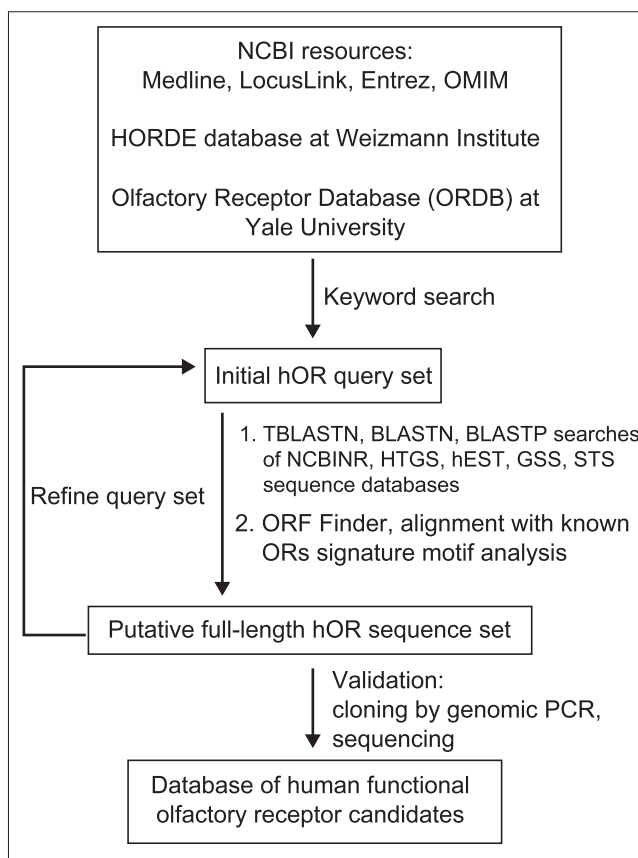 NCBI resources:
Medline, LocusLink, Entrez, OMIM
HORDE database at Weizmann Institute
Olfactory Receptor Database (ORDB) at
Yale University
Keyword search
Initial hOR query set
1. TBLASTN, BLASTN, BLASTP searches
of NCBINR, HTGS, hEST, GSS, STS
sequence databases
Refine query set
2. ORF Finder, alignment with known
ORs signature motif analysis
Putative full-length hOR sequence set
Validation:
cloning by genomic PCR,
sequencing
Database of human functional
olfactory receptor candidates